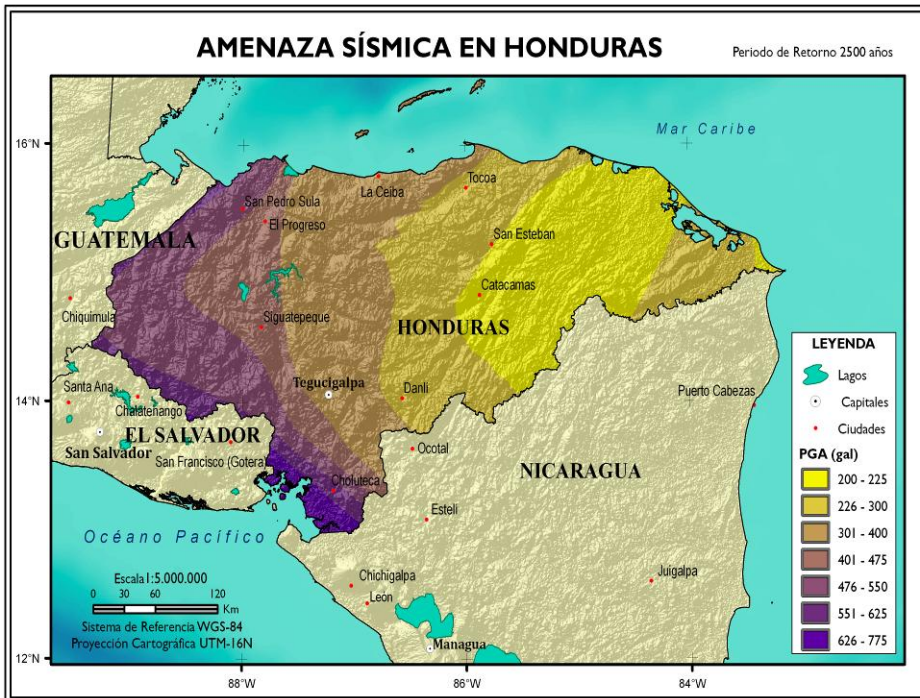 AMENAZA SÍSMICA EN HONDURAS
Periodo de Retorno 2500 años
16°N
Mar Caribe
La Ceiba
Tocoa
San Pedro Sula
El Progreso
GUATEMALA
San Esteban
Catacamas
Chiquimula
Siguatepeque
HONDURAS
LEYENDA
Lagos
Capitales
Ciudades
Santa Ana
Tegucigalpa
Danli
Puerto Cabezas
14°N
Chalatenango
EL SALVADOR
San Salvador
San Francisco (Gotera)
Ocotal
NICARAGUA
Choluteca
Estelí
PGA (gal)
200 - 225
226 - 300
301 - 400
401 - 475
476 - 550
551 - 625
626 - 775
Océano Pacífico
Escala 1:5.000.000
0 30 60 120
Km
Sistema de Referencia WGS-84
Proyección Cartográfica UTM-16N
Chichigalpa
León
Juigalpa
Managua
12°N
88°W
86°W
84°W